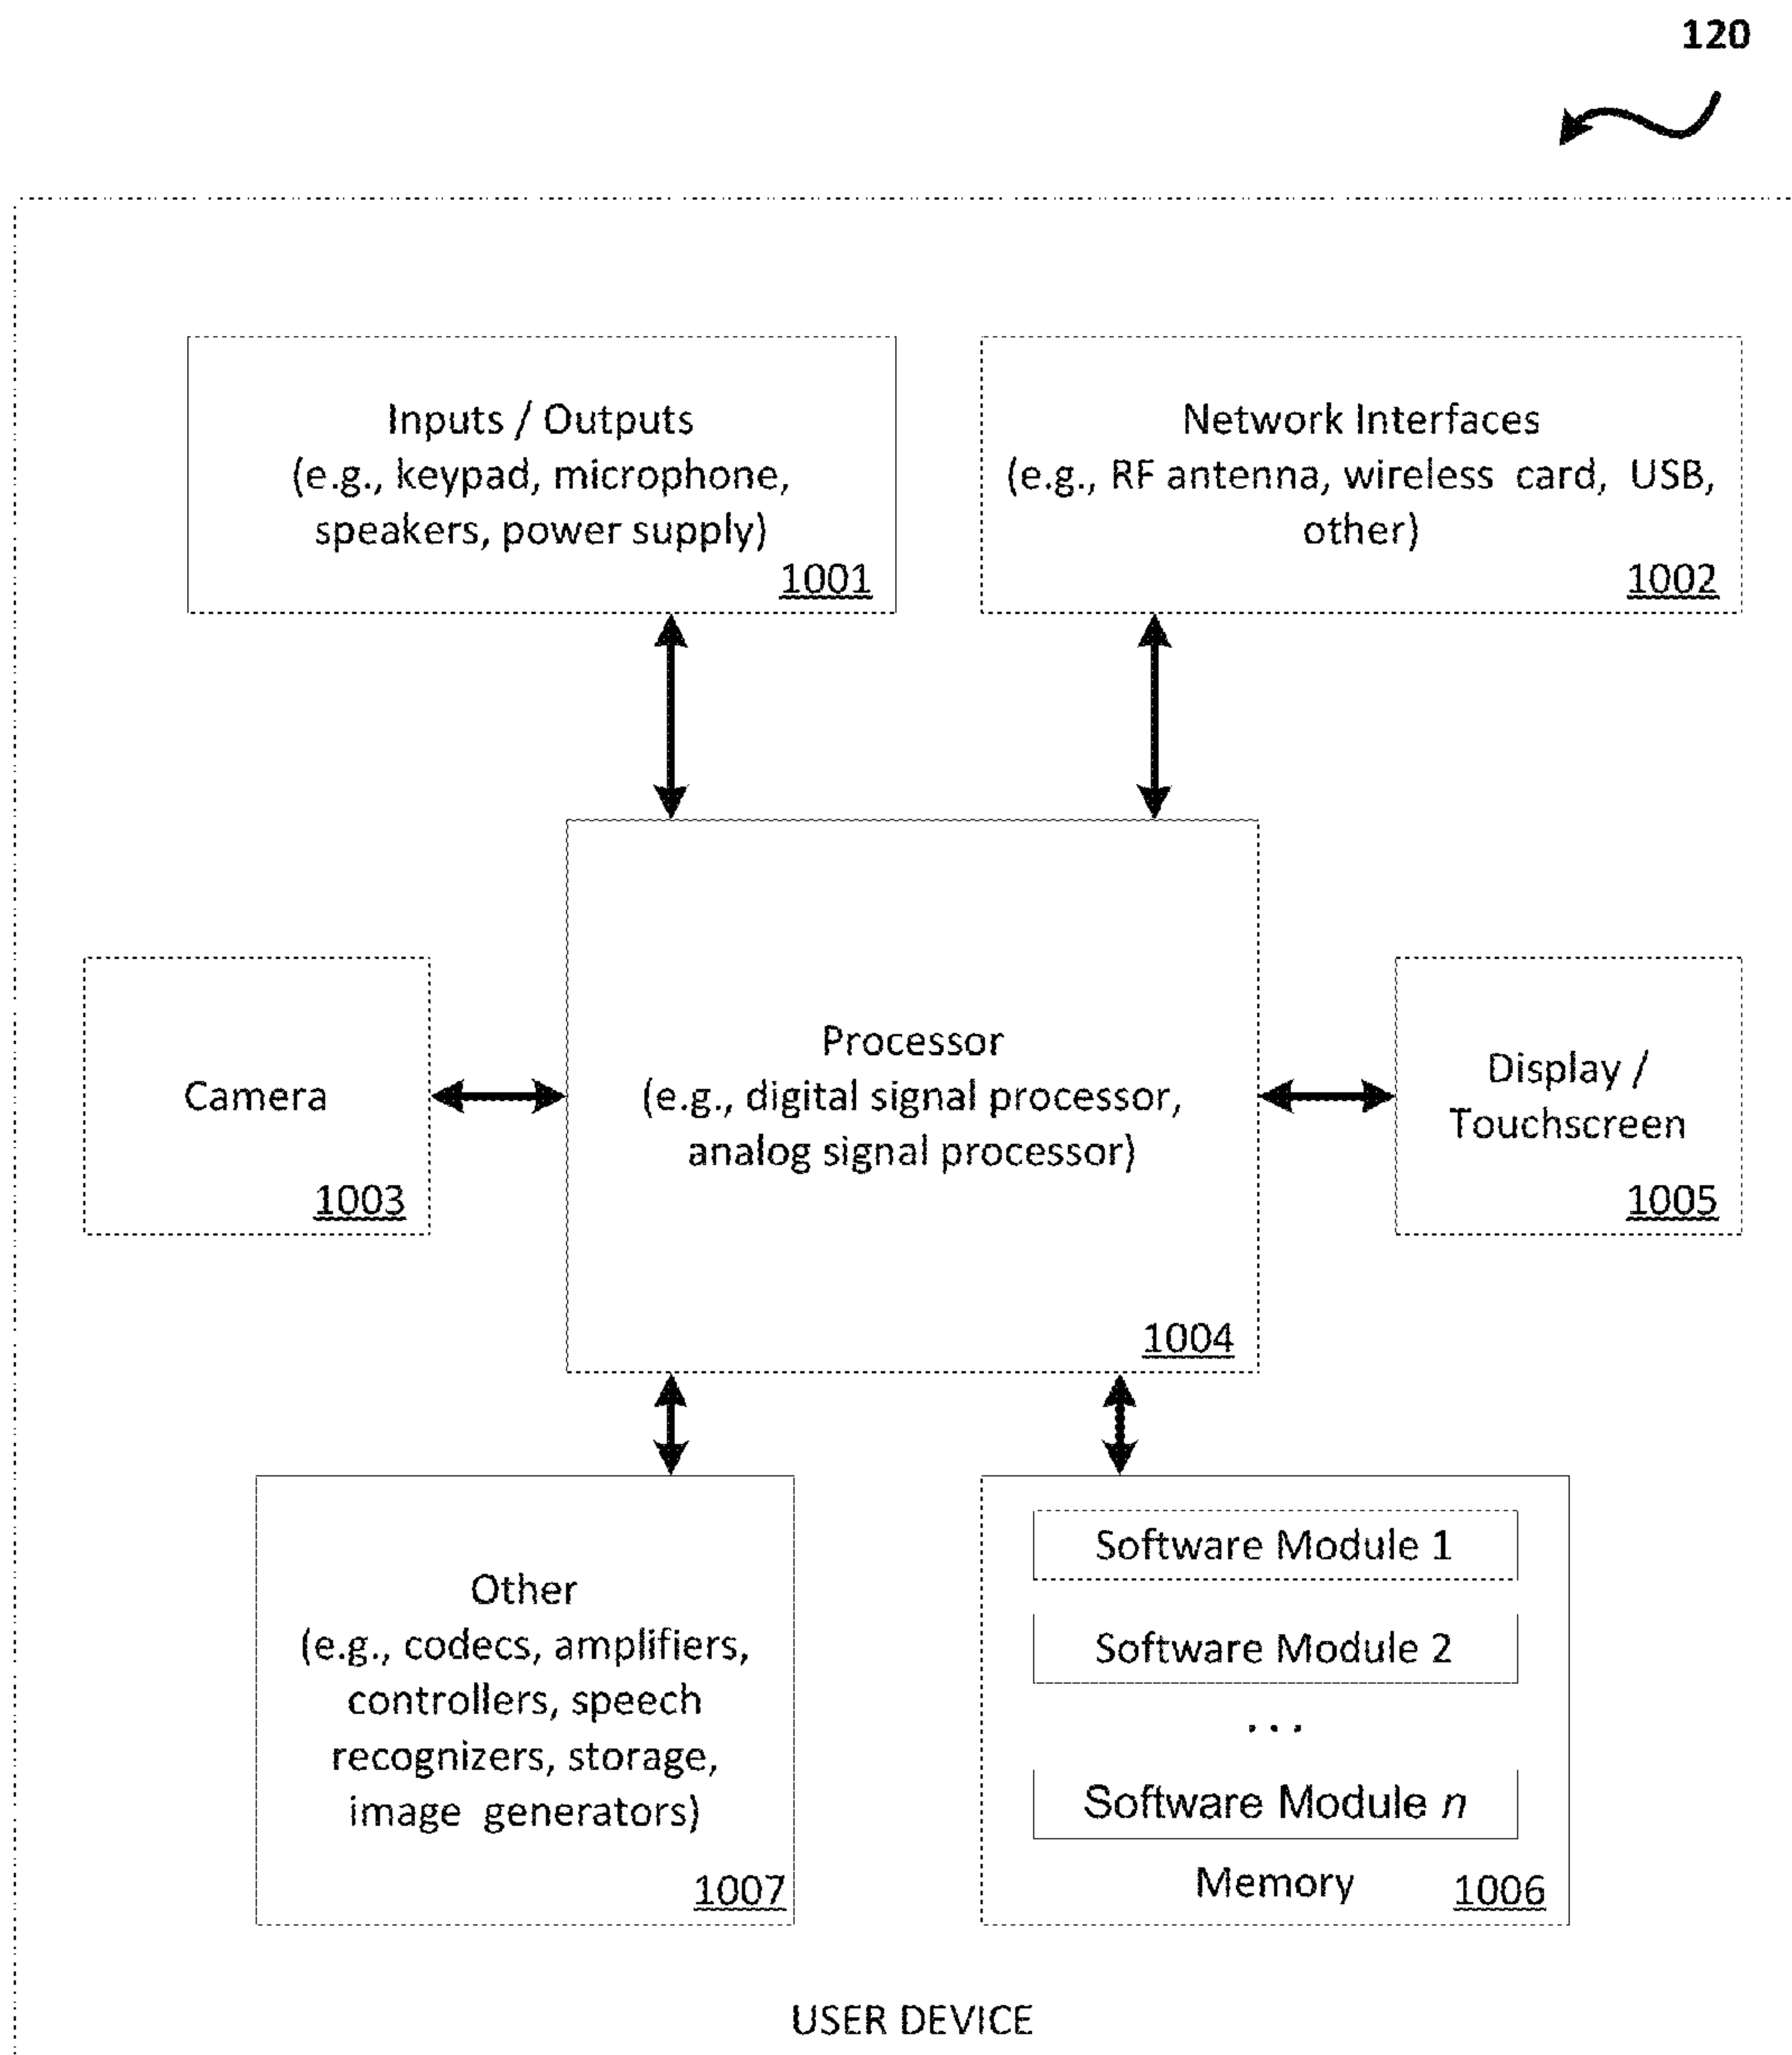 120
Inputs / Outputs
(e.g., keypad, microphone,
speakers, power supply)
1001
Network Interfaces
(e.g., RF antenna, wireless card, USB,
other)
1002
Camera
1003
Processor
(e.g., digital signal processor,
analog signal processor)
1004
Display /
Touchscreen
1005
Other
(e.g., codecs, amplifiers,
controllers, speech
recognizers, storage,
image generators)
1007
Software Module 1
Software Module 2
...
Software Module n
Memory
1006
USER DEVICE